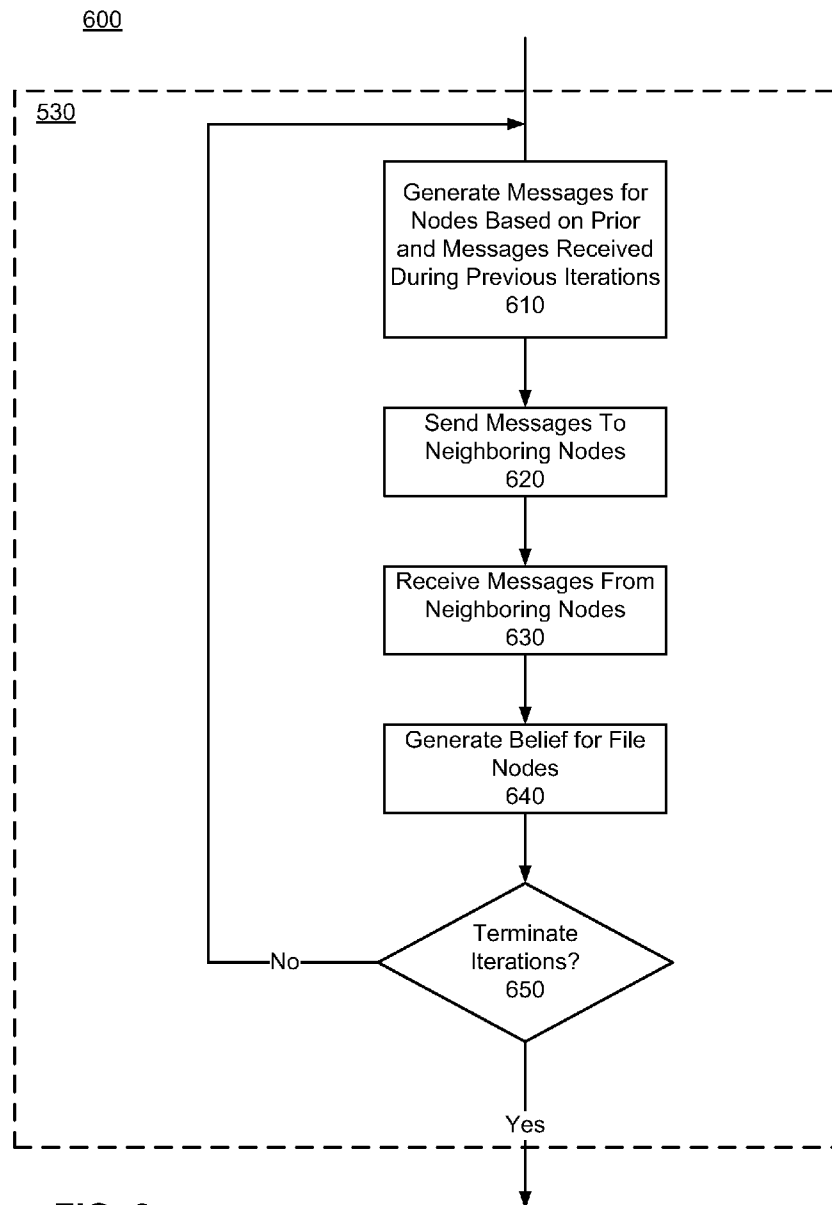 600
530
Generate Messages for
Nodes Based on Prior
and Messages Received
During Previous Iterations
610
Send Messages To
Neighboring Nodes
620
Receive Messages From
Neighboring Nodes
630
Generate Belief for File
Nodes
640
Terminate
Iterations?
650
No
Yes